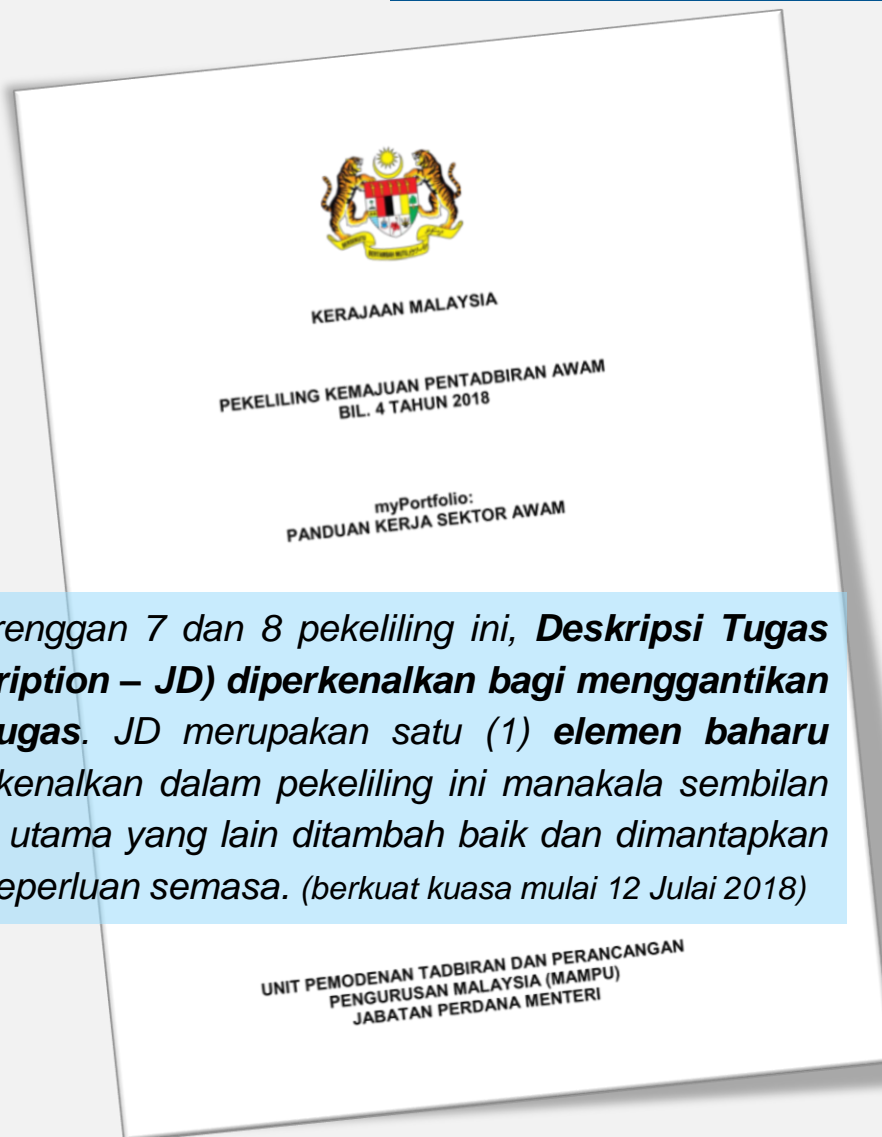 KERAJAAN MALAYSIA
PEKELILING KEMAJUAN PENTADBIRAN AWAM
BIL. 4 TAHUN 2018
myPortfolio:
PANDUAN KERJA SEKTOR AWAM
renggan 7 dan 8 pekeliling ini, Deskripsi Tugas
ription – JD) diperkenalkan bagi menggantikan
ugas. JD merupakan satu (1) elemen baharu
kenalkan dalam pekeliling ini manakala sembilan
utama yang lain ditambah baik dan dimantapkan
eperluan semasa. (berkuat kuasa mulai 12 Julai 2018)
UNIT PEMODENAN TADBIRAN DAN PERANCANGAN
PENGURUSAN MALAYSIA (MAMPU)
JABATAN PERDANA MENTERI